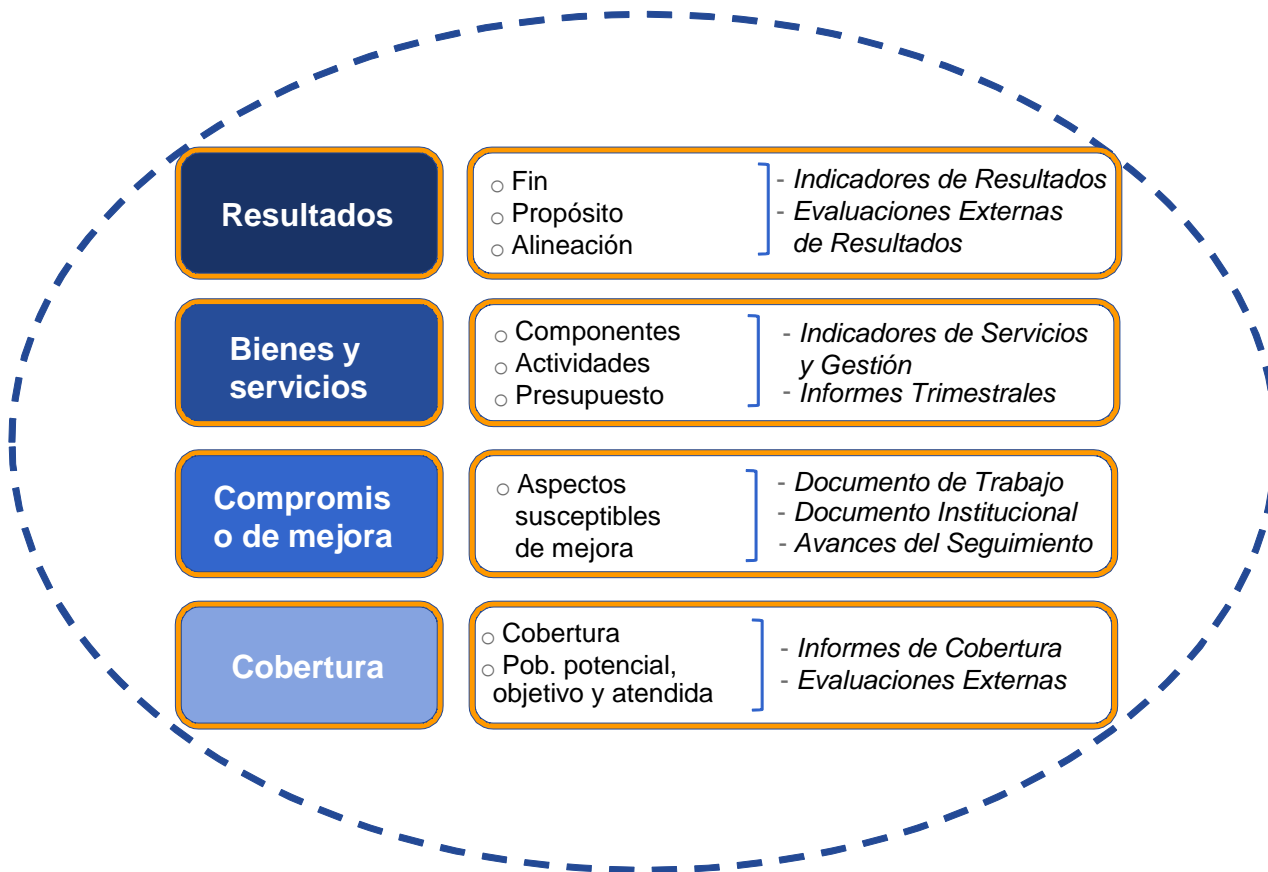 Resultados
○ Fin
○ Propósito
○ Alineación
- Indicadores de Resultados
- Evaluaciones Externas
de Resultados
Bienes y
servicios
○ Componentes
○ Actividades
○ Presupuesto
- Indicadores de Servicios
y Gestión
- Informes Trimestrales
Compromis
o de mejora
○ Aspectos
susceptibles
de mejora
- Documento de Trabajo
- Documento Institucional
- Avances del Seguimiento
Cobertura
○ Cobertura
○ Pob. potencial,
objetivo y atendida
- Informes de Cobertura
- Evaluaciones Externas